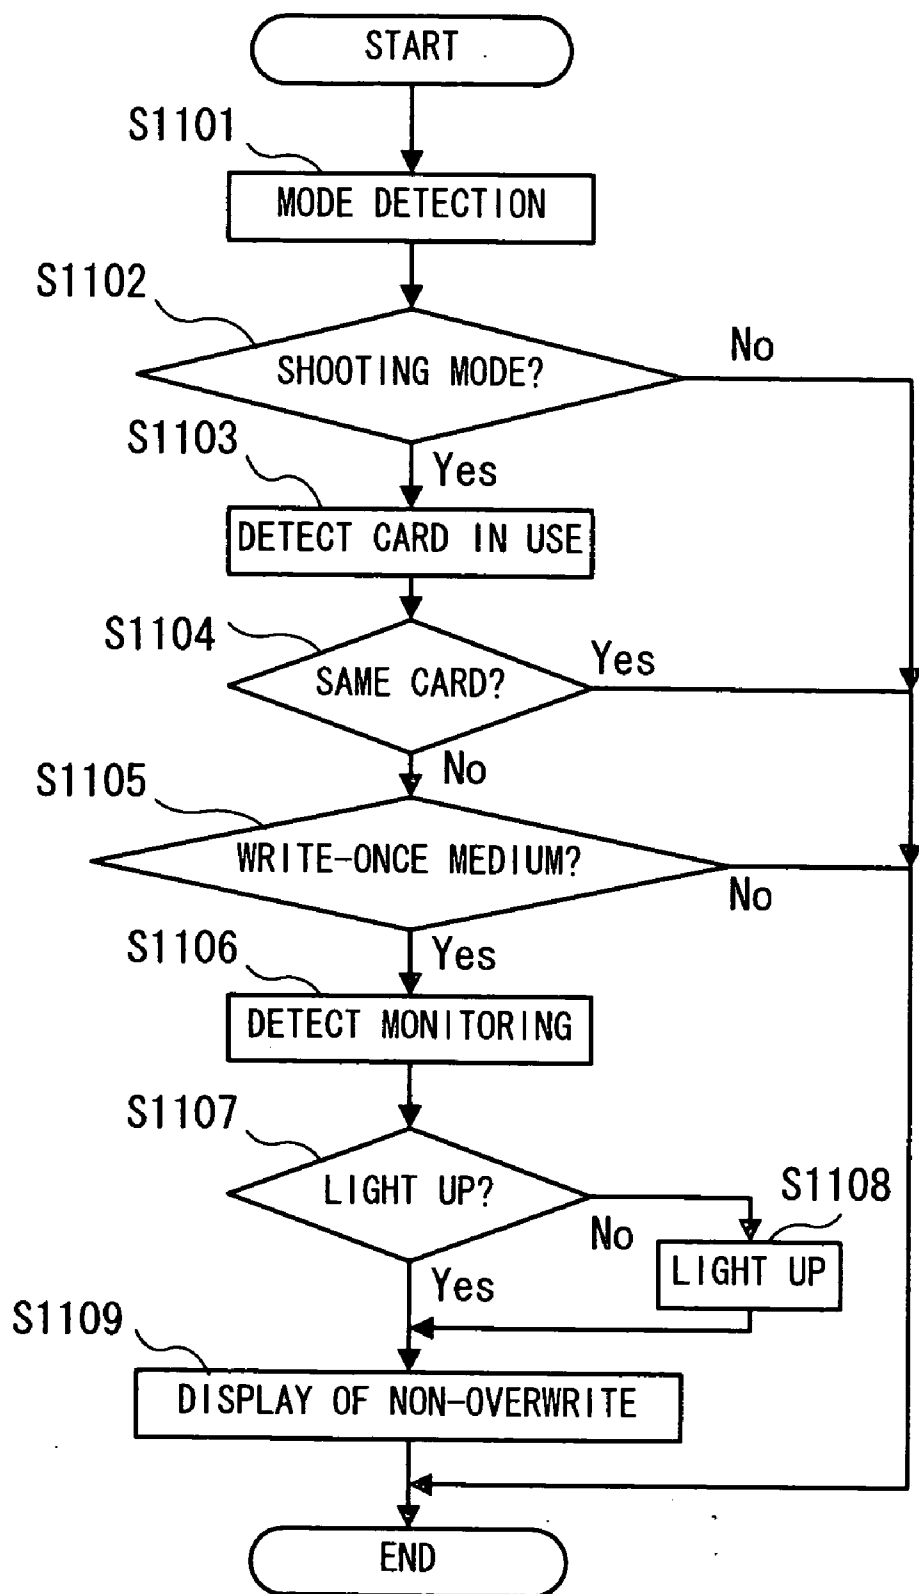 START
S1101
MODE DETECTION
S1102
SHOOTING MODE?
No
S1103
Yes
DETECT CARD IN USE
S1104
SAME CARD?
Yes
No
S1105
WRITE-ONCE MEDIUM?
No
S1106
Yes
DETECT MONITORING
S1107
LIGHT UP?
No
S1108
LIGHT UP
Yes
S1109
DISPLAY OF NON-OVERWRITE
END